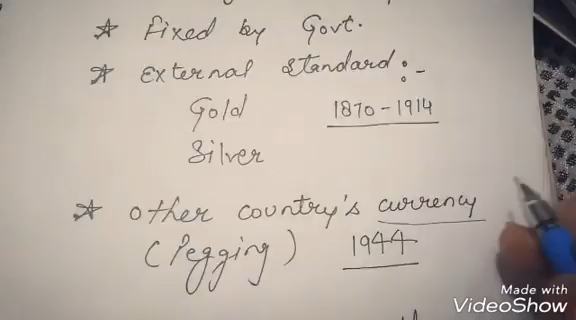 ☆ Fixed by Govt.
☆ External Standard :-
Gold 1870-1914
Silver
☆ Other country's currency
(Pegging) 1944
Made with
VideoShow